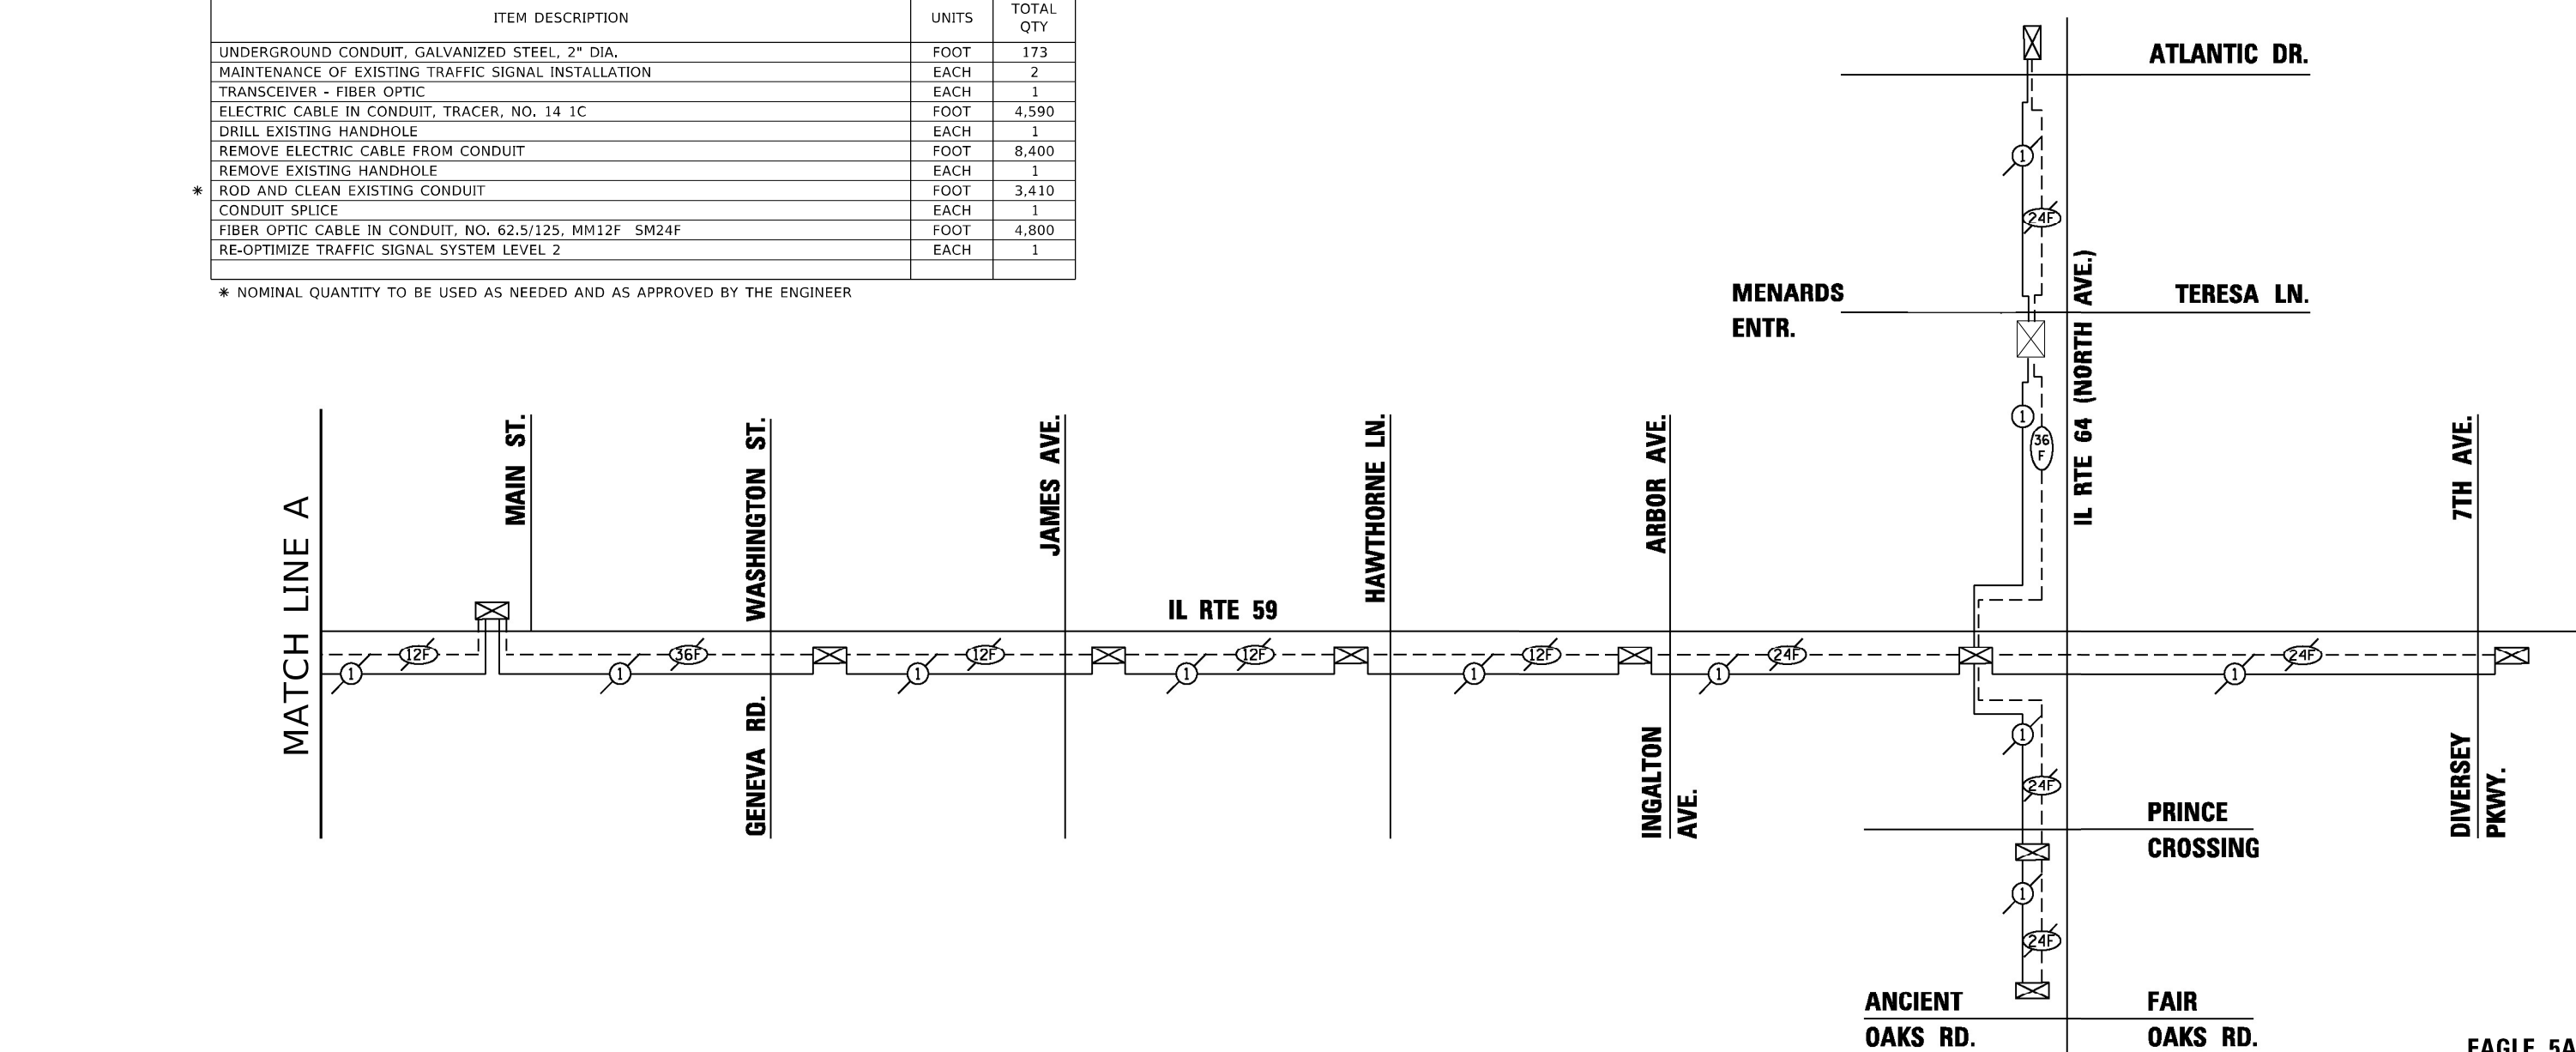 ITEM DESCRIPTION UNITS TOTAL QTY
UNDERGROUND CONDUIT, GALVANIZED STEEL, 2" DIA. FOOT 173
MAINTENANCE OF EXISTING TRAFFIC SIGNAL INSTALLATION EACH 2
TRANSCEIVER - FIBER OPTIC EACH 1
ELECTRIC CABLE IN CONDUIT, TRACER, NO. 14 1C FOOT 4,590
DRILL EXISTING HANDHOLE EACH 1
REMOVE ELECTRIC CABLE FROM CONDUIT FOOT 8,400
REMOVE EXISTING HANDHOLE EACH 1
* ROD AND CLEAN EXISTING CONDUIT FOOT 3,410
CONDUIT SPLICE EACH 1
FIBER OPTIC CABLE IN CONDUIT, NO. 62.5/125, MM12F SM24F FOOT 4,800
RE-OPTIMIZE TRAFFIC SIGNAL SYSTEM LEVEL 2 EACH 1
* NOMINAL QUANTITY TO BE USED AS NEEDED AND AS APPROVED BY THE ENGINEER
ATLANTIC DR.
1
24F
MENARDS
ENTR.
TERESA LN.
1
36
F
IL RTE 64 (NORTH AVE.)
MATCH LINE A
MAIN ST.
WASHINGTON ST.
JAMES AVE.
HAWTHORNE LN.
ARBOR AVE.
7TH AVE.
IL RTE 59
12F
36F
12F
12F
12F
24F
24F
1
1
1
1
1
1
1
GENEVA RD.
INGALTON
AVE.
DIVERSEY
PKWY.
1
24F
PRINCE
CROSSING
1
24F
ANCIENT
OAKS RD.
FAIR
OAKS RD.
EAGLE 5A